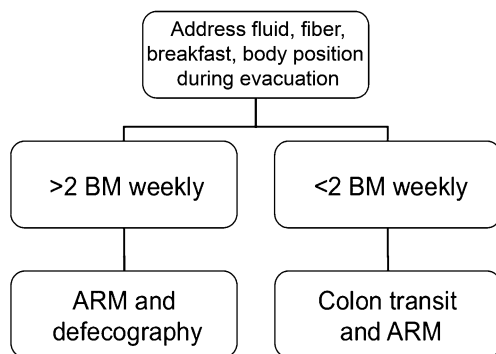 Address fluid, fiber,
breakfast, body position
during evacuation
>2 BM weekly
<2 BM weekly
ARM and
defecography
Colon transit
and ARM